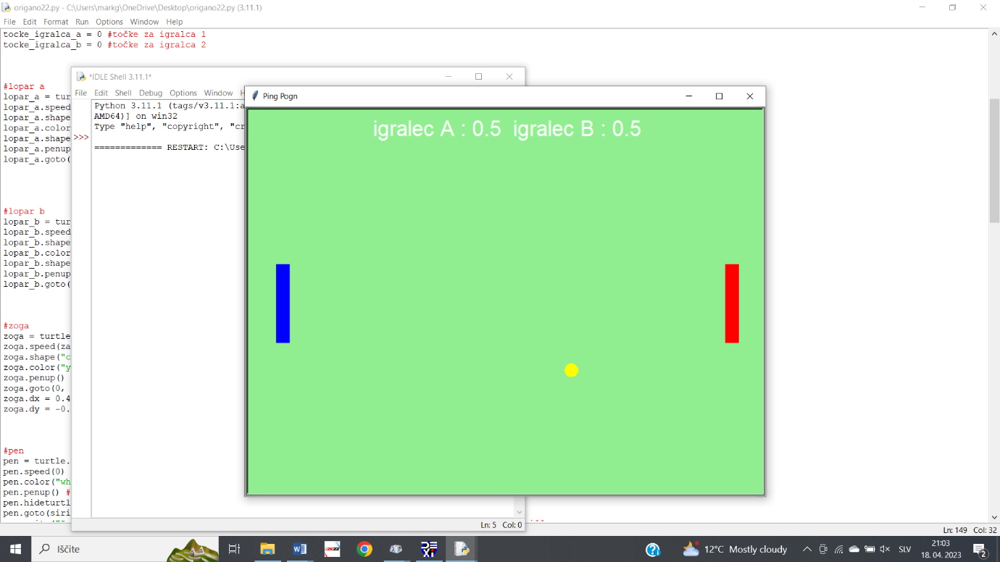 origano22.py - C:\Users\markg\OneDrive\Desktop\origano22.py (3.11.1)
File Edit Format Run Options Window Help
tocke_igralca_a = 0 #točke za igralca 1
tocke_igralca_b = 0 #točke za igralca 2
#lopar a
lopar_a = tur
lopar_a.speed
lopar_a.shape
lopar_a.color
lopar_a.shape
lopar_a.penup
lopar_a.goto(
#lopar b
lopar_b = tur
lopar_b.speed
lopar_b.shape
lopar_b.color
lopar_b.shape
lopar_b.penup
lopar_b.goto(
#zoga
zoga = turtle
zoga.speed(za
zoga.shape("c
zoga.color("y
zoga.penup()
zoga.goto(0,
zoga.dx = 0.4
zoga.dy = -0.
#pen
pen = turtle.
pen.speed(0)
pen.color("wh
pen.penup() #
pen.hideturtl
pen.goto(siri
*IDLE Shell 3.11.1*
File Edit Shell Debug Options Window
Python 3.11.1 (tags/v3.11.1:a
AMD64)] on win32
Type "help", "copyright", "cr
>>>
============= RESTART: C:\Use
Ln: 5 Col: 0
Ping Pogn
igralec A : 0.5 igralec B : 0.5
Ln: 149 Col: 32
Iščite
12°C Mostly cloudy
SLV
21:03
18. 04. 2023
2